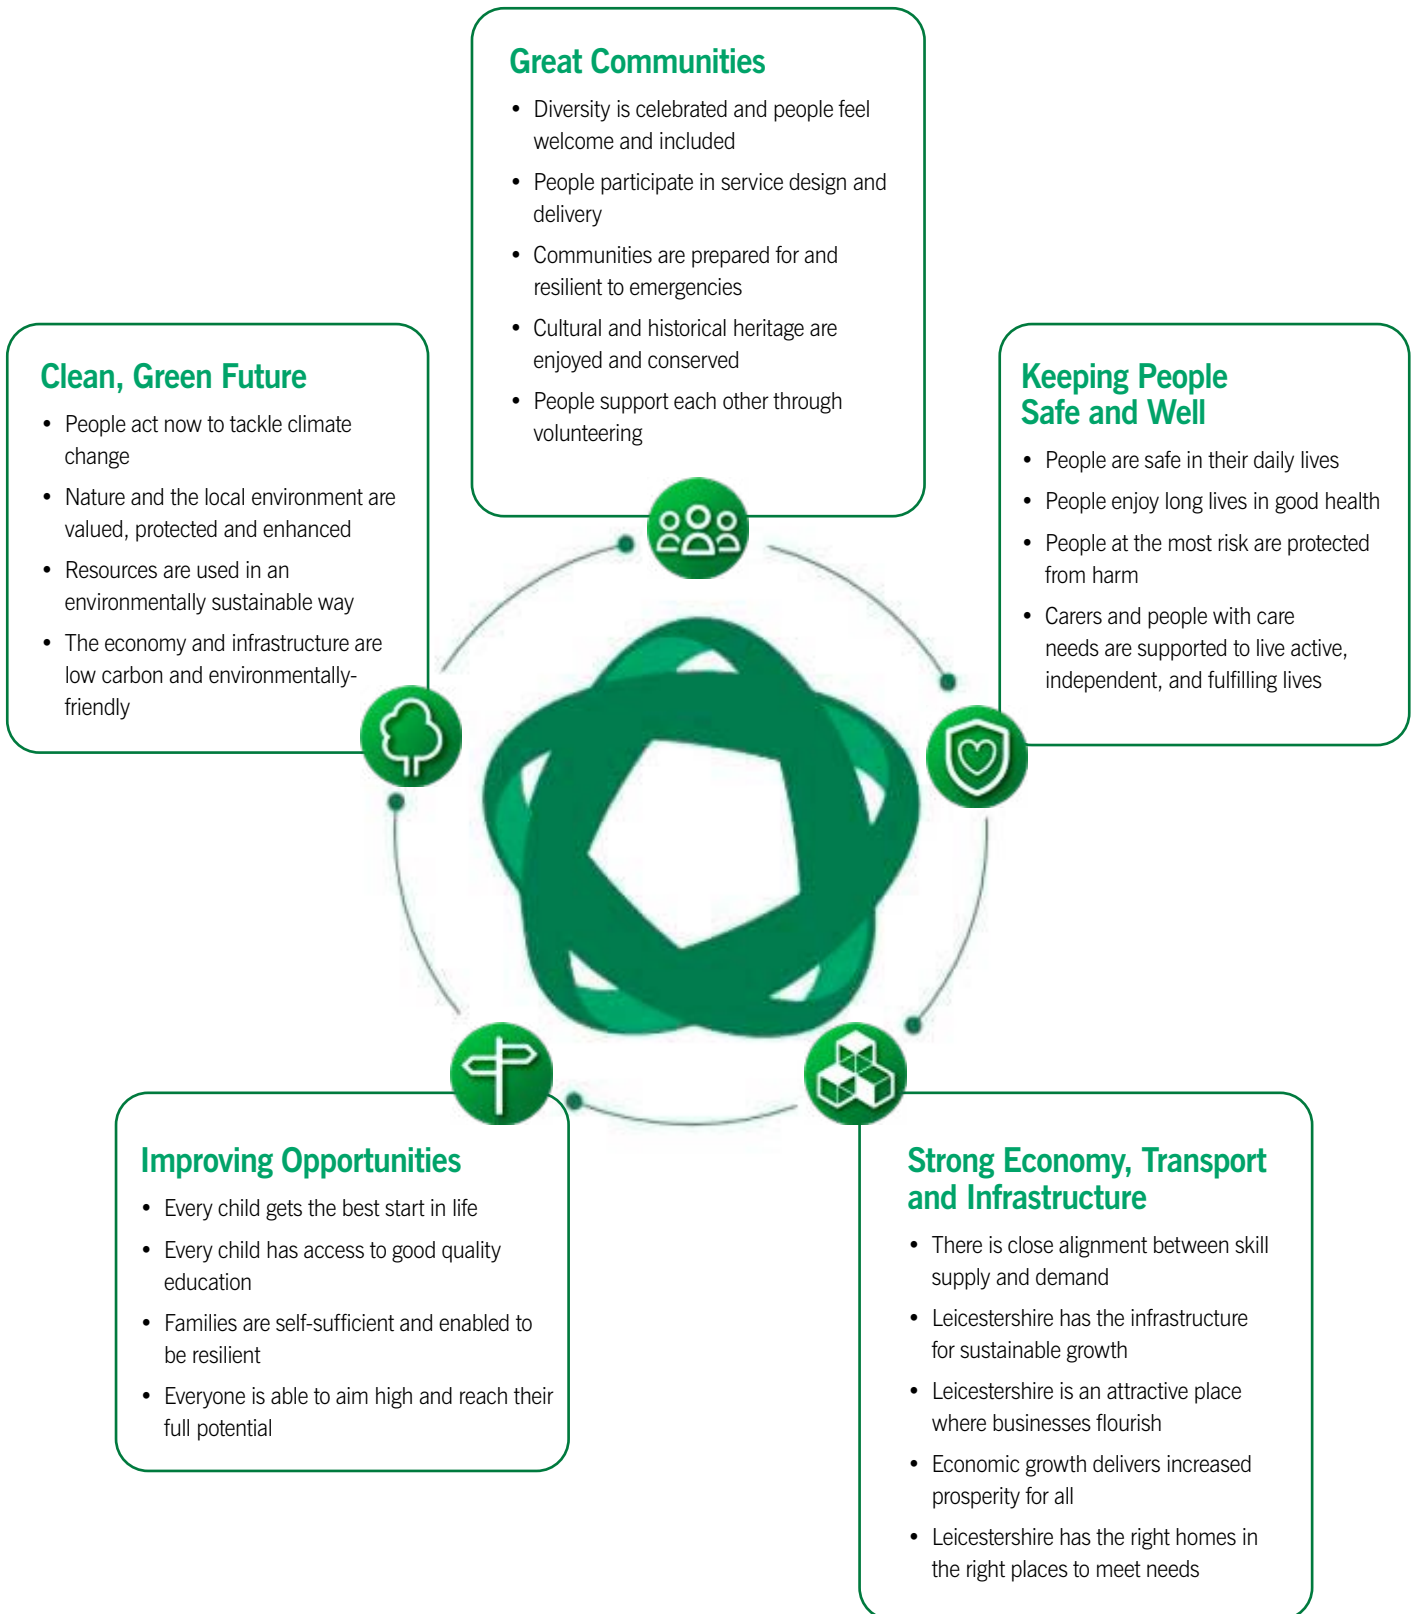 Great Communities
• Diversity is celebrated and people feel
welcome and included
• People participate in service design and
delivery
• Communities are prepared for and
resilient to emergencies
• Cultural and historical heritage are
enjoyed and conserved
• People support each other through
volunteering
Clean, Green Future
• People act now to tackle climate
change
• Nature and the local environment are
valued, protected and enhanced
• Resources are used in an
environmentally sustainable way
• The economy and infrastructure are
low carbon and environmentally-
friendly
Keeping People
Safe and Well
• People are safe in their daily lives
• People enjoy long lives in good health
• People at the most risk are protected
from harm
• Carers and people with care
needs are supported to live active,
independent, and fulfilling lives
Improving Opportunities
• Every child gets the best start in life
• Every child has access to good quality
education
• Families are self-sufficient and enabled to
be resilient
• Everyone is able to aim high and reach their
full potential
Strong Economy, Transport
and Infrastructure
• There is close alignment between skill
supply and demand
• Leicestershire has the infrastructure
for sustainable growth
• Leicestershire is an attractive place
where businesses flourish
• Economic growth delivers increased
prosperity for all
• Leicestershire has the right homes in
the right places to meet needs